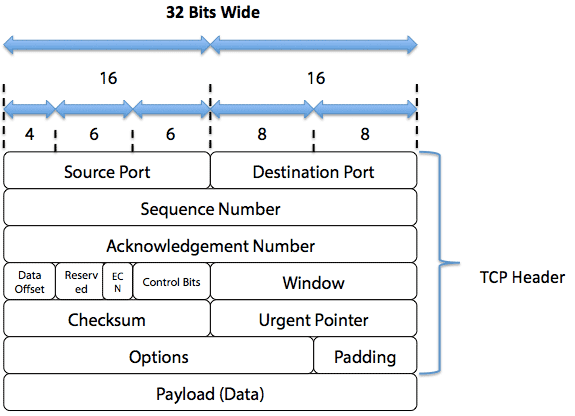 32 Bits Wide
16 16
4 6 6 8 8
Source Port Destination Port
Sequence Number
Acknowledgement Number
Data Offset Reserv ed EC N Control Bits Window
Checksum Urgent Pointer
Options Padding
Payload (Data)
TCP Header